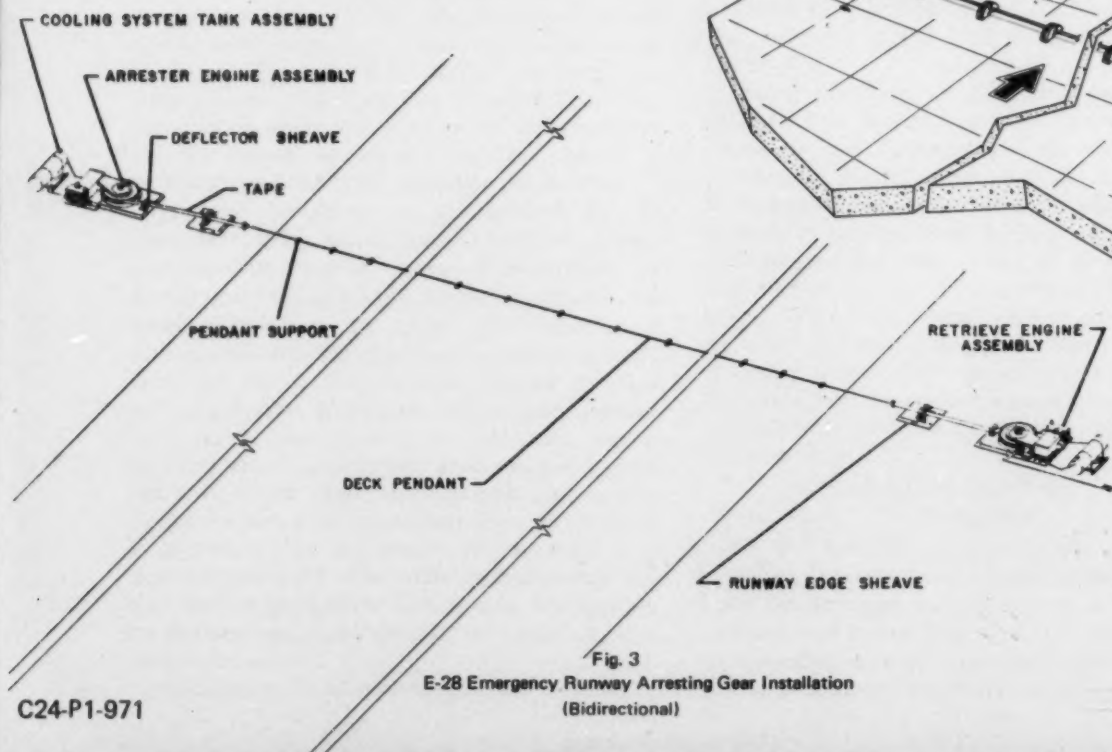 COOLING SYSTEM TANK ASSEMBLY
ARRESTER ENGINE ASSEMBLY
DEFLECTOR SHEAVE
TAPE
PENDANT SUPPORT
RETRIEVE ENGINE
ASSEMBLY
DECK PENDANT
RUNWAY EDGE SHEAVE
Fig. 3
E-28 Emergency Runway Arresting Gear Installation
(Bidirectional)
C24-P1-971